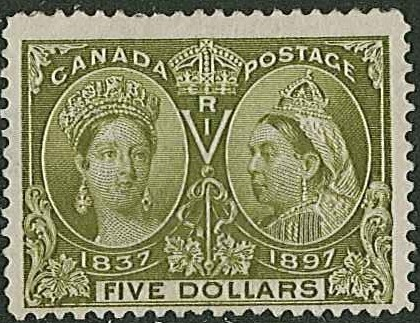 CANADA POSTAGE
V
R I
1837 1897
FIVE DOLLARS